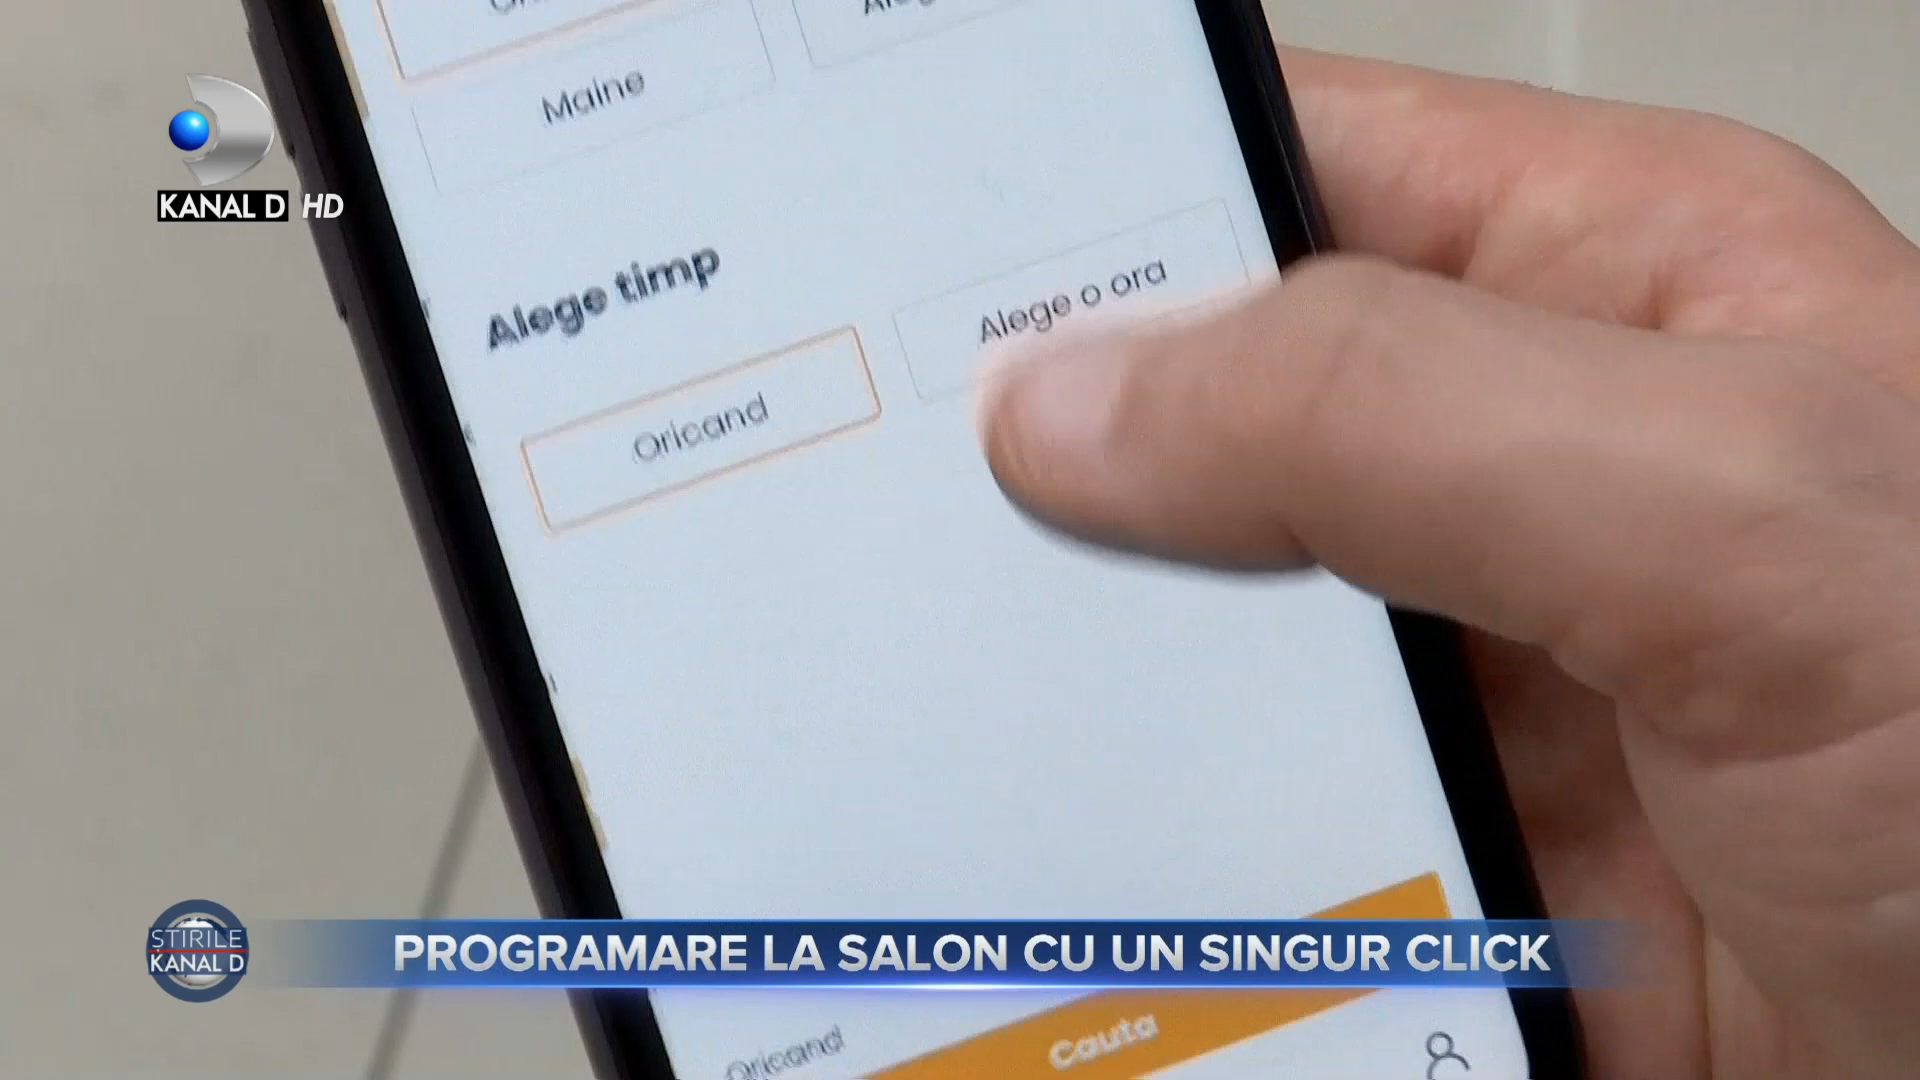 Maine
KANAL D HD
Alege timp
Alege o ora
Oricand
STIRILE
KANAL D
PROGRAMARE LA SALON CU UN SINGUR CLICK
Oricand
Cauta